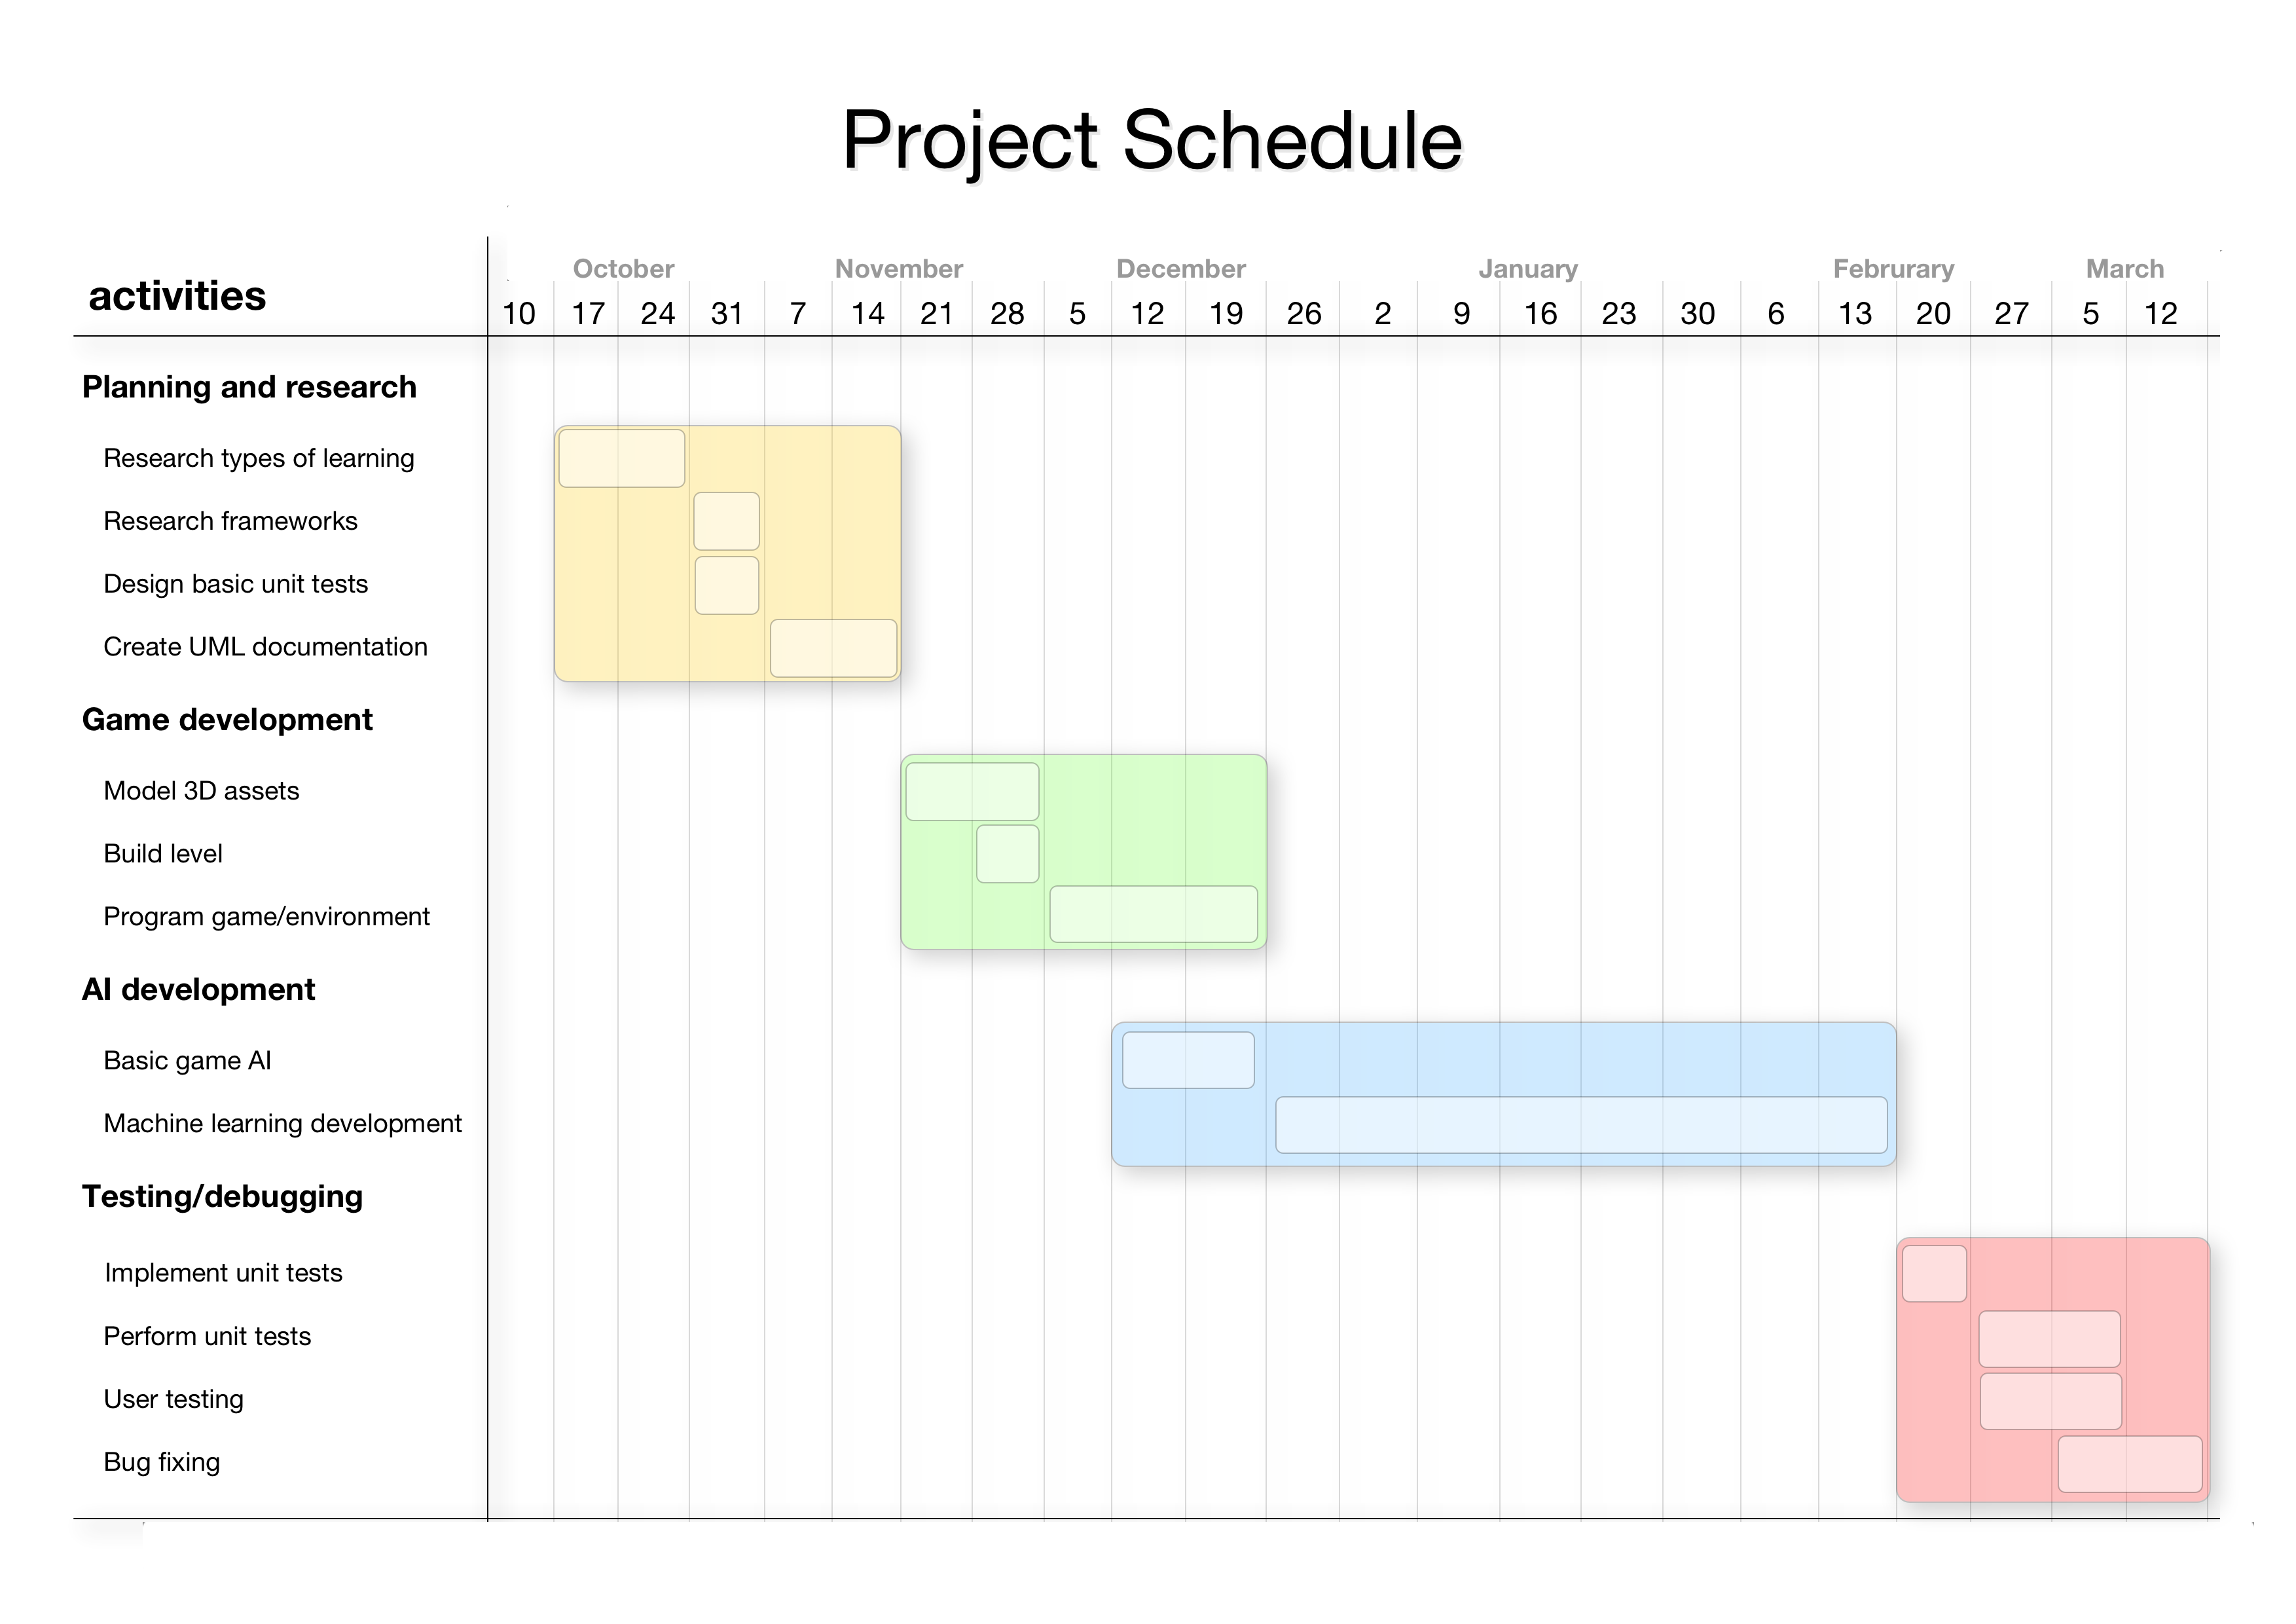 Project Schedule
activities
October November December January Februrary March
10 17 24 31 7 14 21 28 5 12 19 26 2 9 16 23 30 6 13 20 27 5 12
Planning and research
Research types of learning
Research frameworks
Design basic unit tests
Create UML documentation
Game development
Model 3D assets
Build level
Program game/environment
AI development
Basic game AI
Machine learning development
Testing/debugging
Implement unit tests
Perform unit tests
User testing
Bug fixing